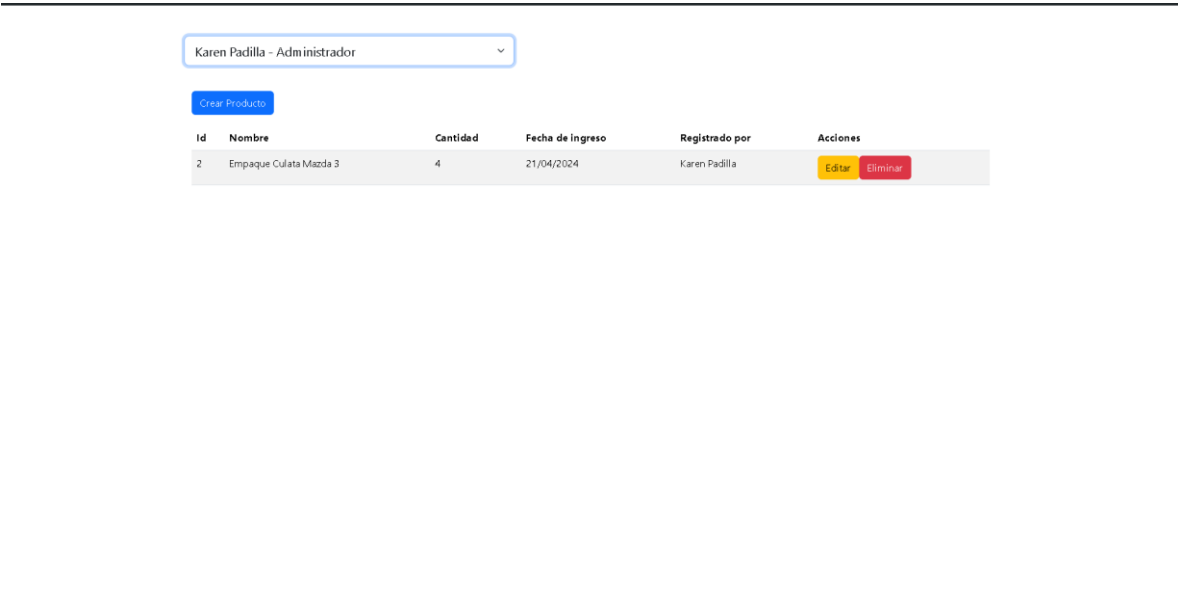 Karen Padilla - Administrador
Crear Producto
Id Nombre Cantidad Fecha de ingreso Registrado por Acciones
2 Empaque Culata Mazda 3 4 21/04/2024 Karen Padilla Editar Eliminar